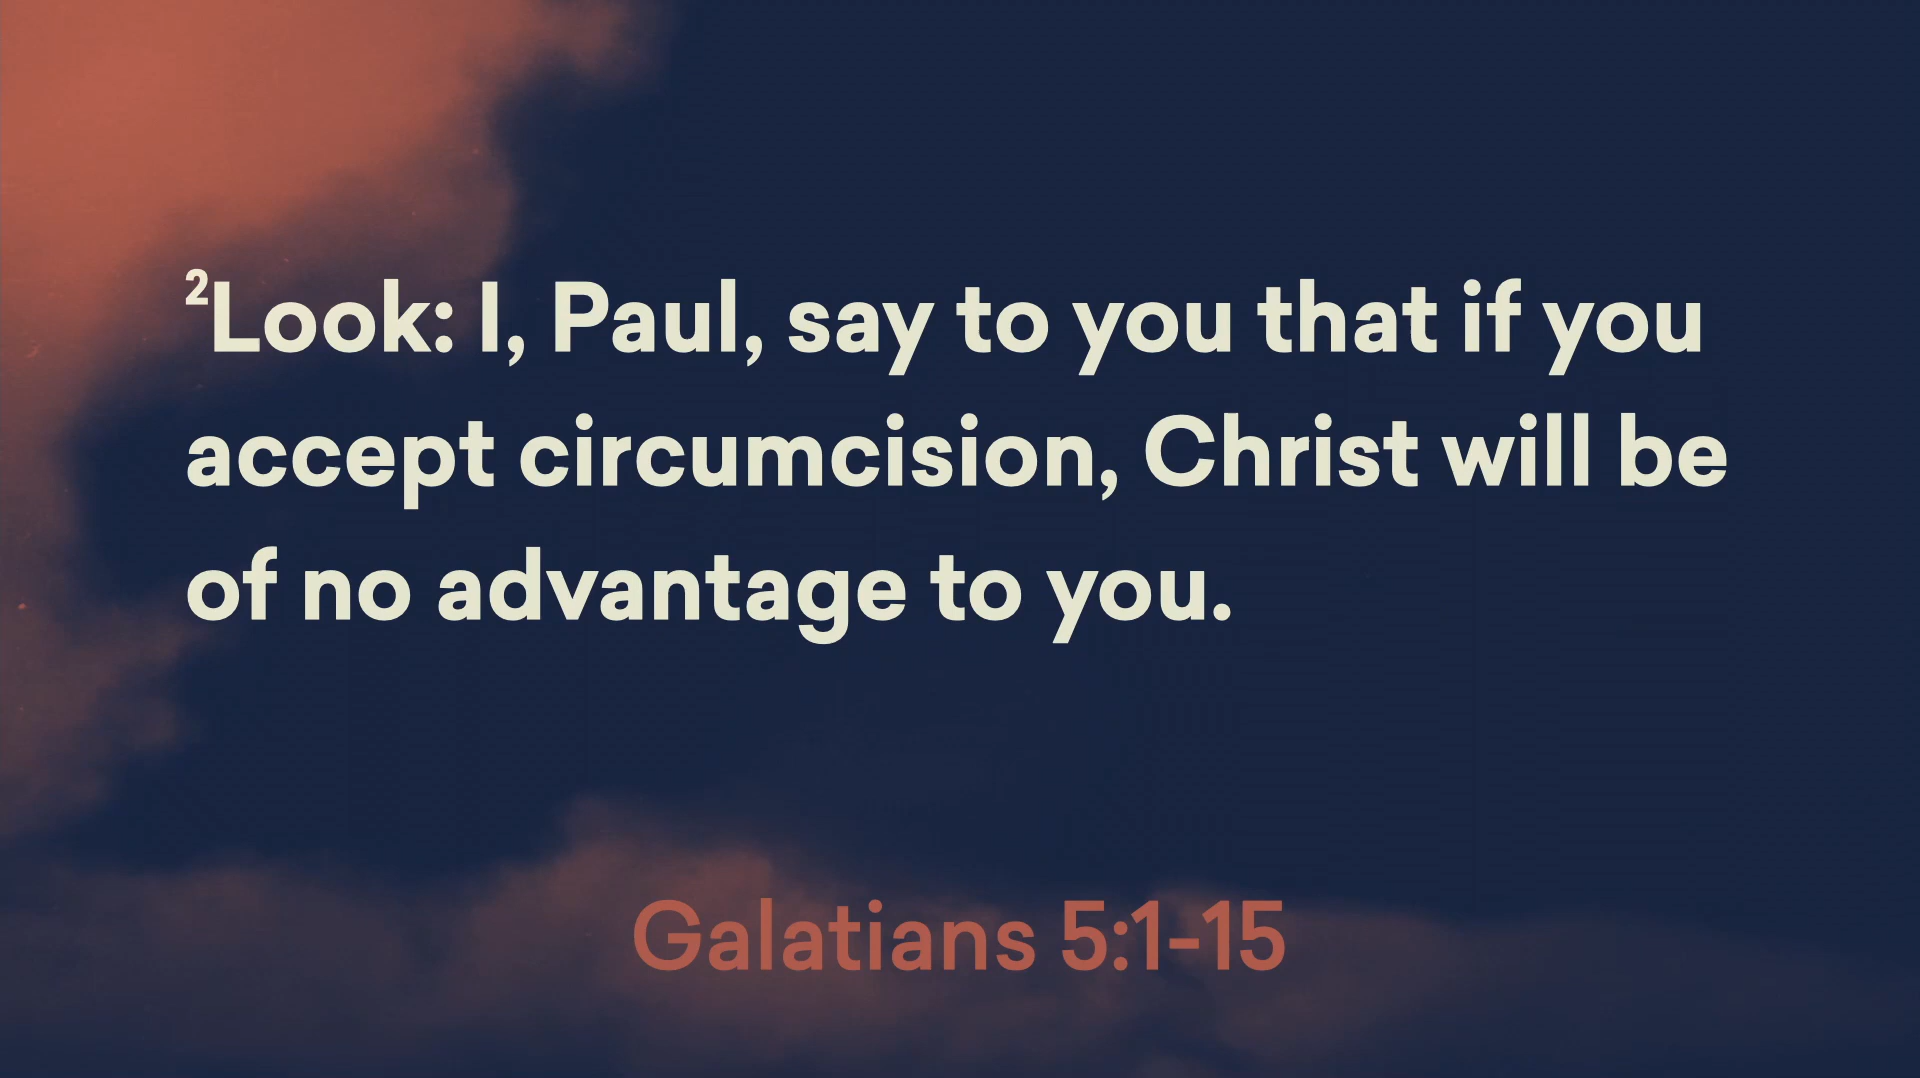 ²Look: I, Paul, say to you that if you
accept circumcision, Christ will be
of no advantage to you.
Galatians 5:1-15